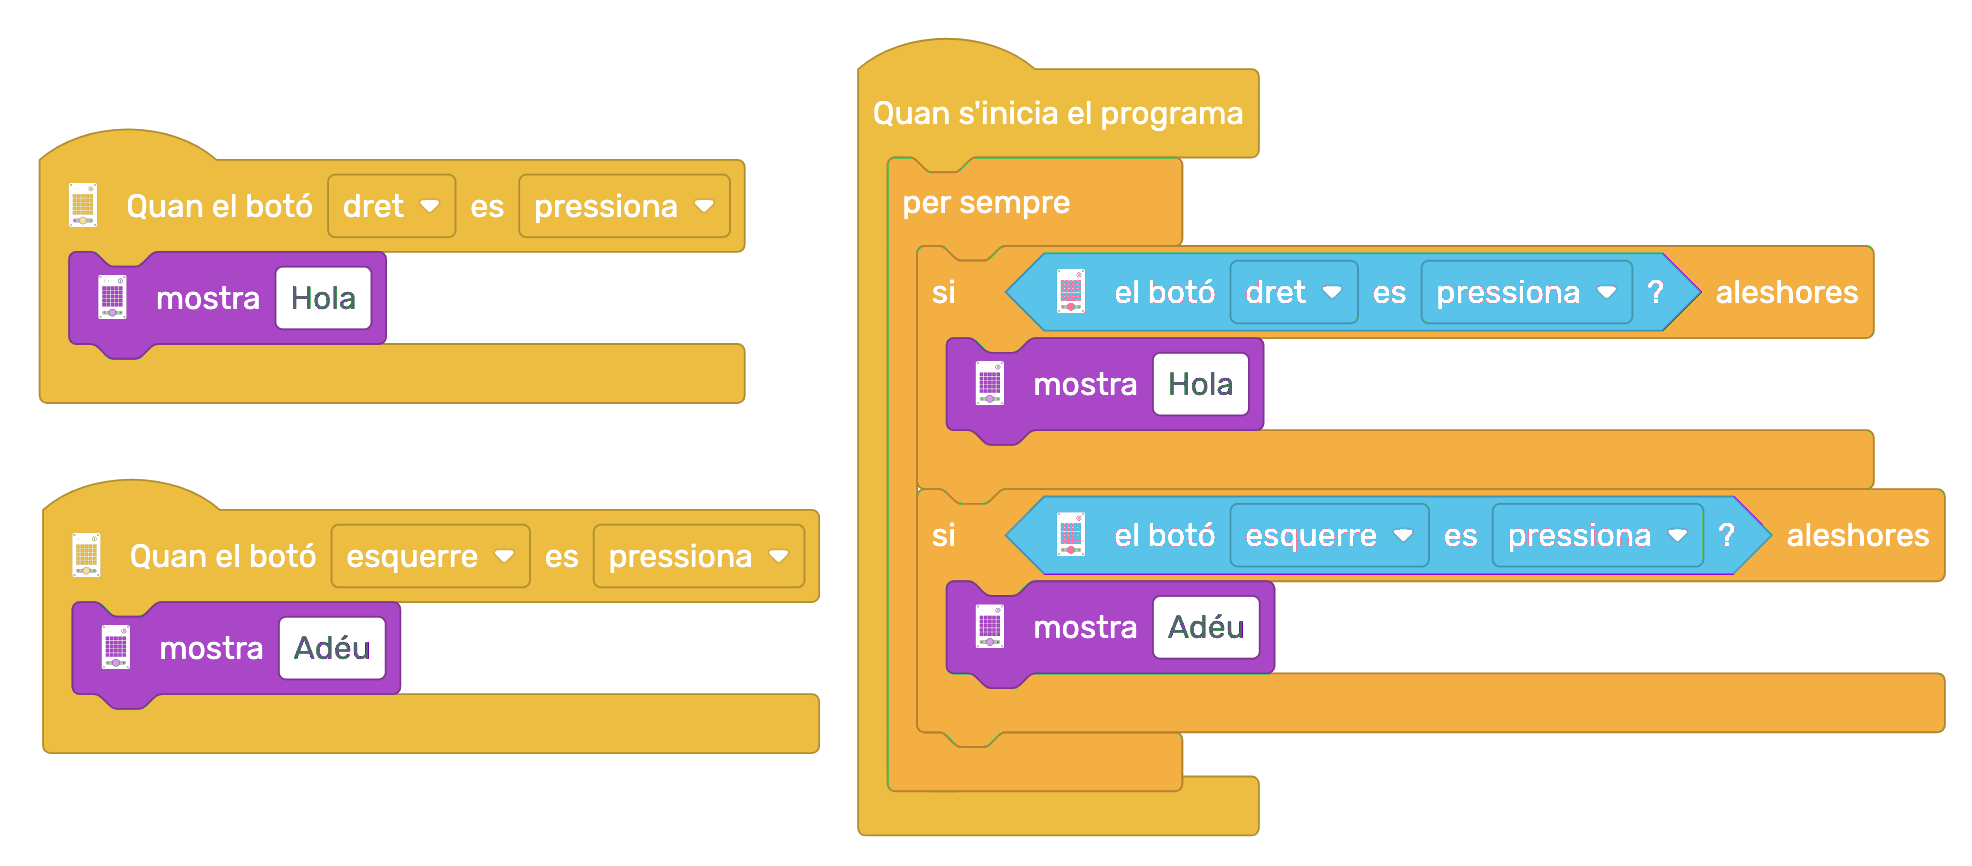 Quan el botó dret es pressiona
mostra Hola
Quan el botó esquerre es pressiona
mostra Adéu
Quan s'inicia el programa
per sempre
si el botó dret es pressiona ? aleshores
mostra Hola
si el botó esquerre es pressiona ? aleshores
mostra Adéu